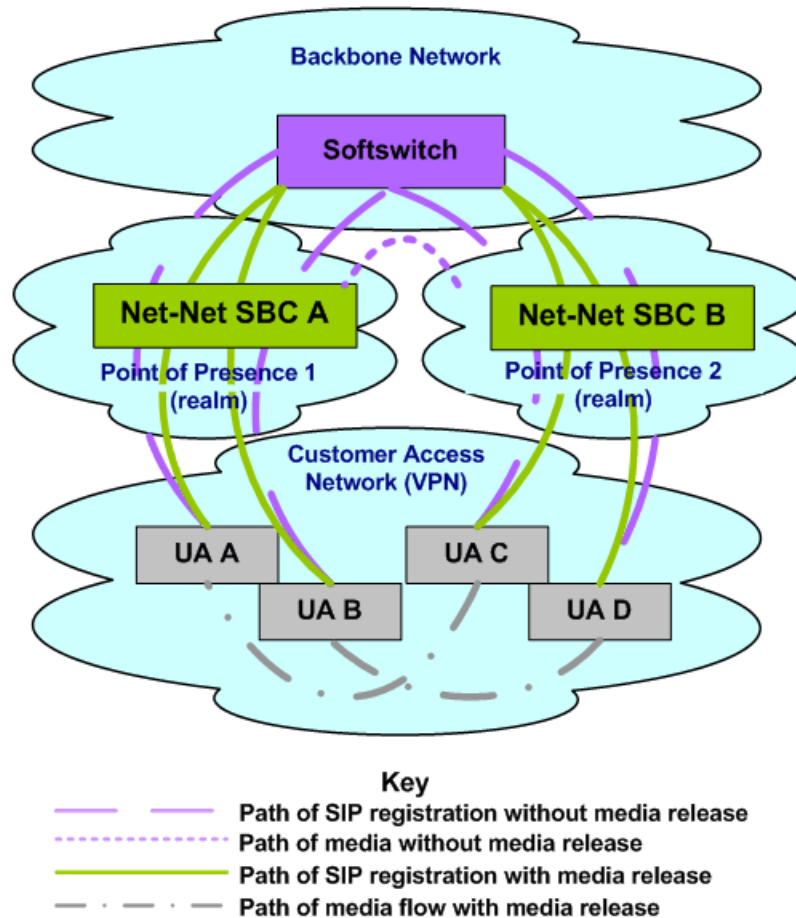 Backbone Network
Softswitch
Net-Net SBC A
Net-Net SBC B
Point of Presence 1
(realm)
Point of Presence 2
(realm)
Customer Access
Network (VPN)
UA A
UA C
UA B
UA D
Key
Path of SIP registration without media release
Path of media without media release
Path of SIP registration with media release
Path of media flow with media release